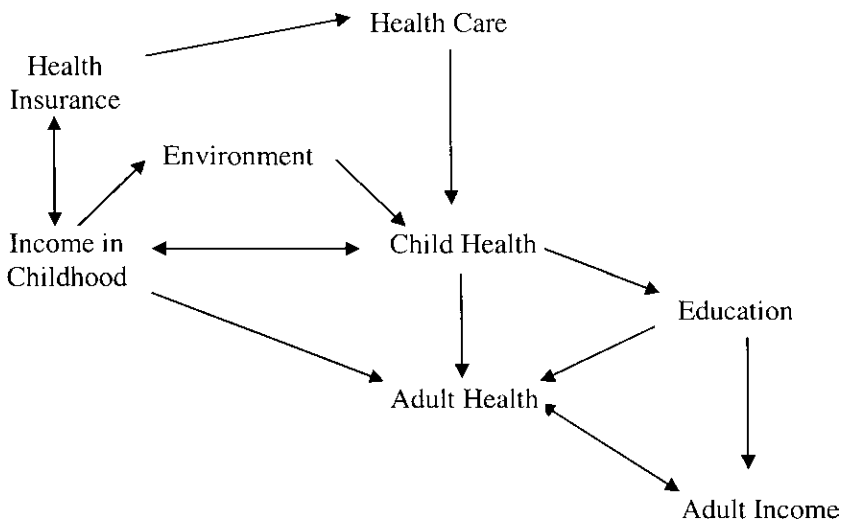 Health Care
Health
Insurance
Environment
Income in
Childhood
Child Health
Education
Adult Health
Adult Income